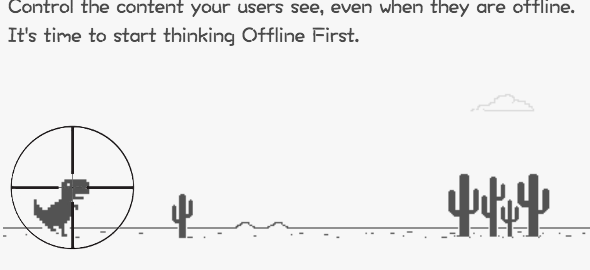 Control the content your users see, even when they are offline.
It's time to start thinking Offline First.